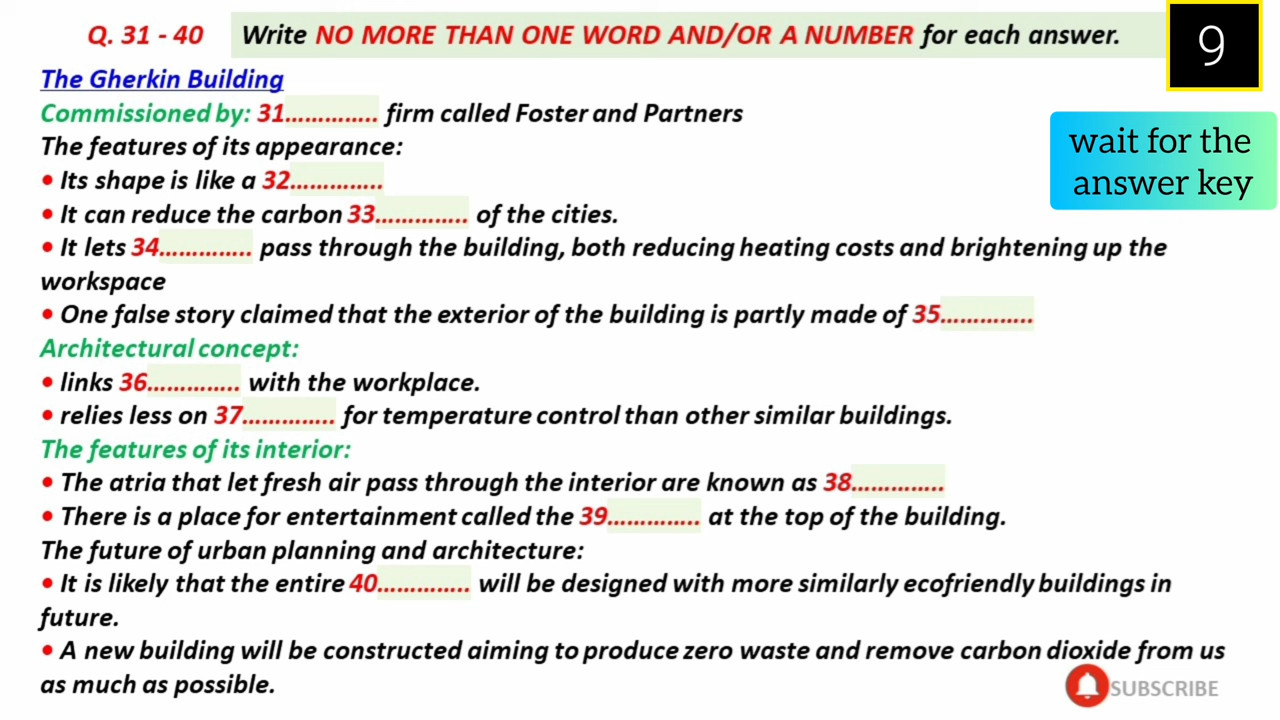 Q. 31 - 40 Write NO MORE THAN ONE WORD AND/OR A NUMBER for each answer.
9
The Gherkin Building
Commissioned by: 31………….. firm called Foster and Partners
wait for the
answer key
The features of its appearance:
• Its shape is like a 32…………..
• It can reduce the carbon 33………….. of the cities.
• It lets 34………….. pass through the building, both reducing heating costs and brightening up the
workspace
• One false story claimed that the exterior of the building is partly made of 35…………..
Architectural concept:
• links 36………….. with the workplace.
• relies less on 37………….. for temperature control than other similar buildings.
The features of its interior:
• The atria that let fresh air pass through the interior are known as 38…………..
• There is a place for entertainment called the 39………….. at the top of the building.
The future of urban planning and architecture:
• It is likely that the entire 40………….. will be designed with more similarly ecofriendly buildings in
future.
• A new building will be constructed aiming to produce zero waste and remove carbon dioxide from us
as much as possible.
SUBSCRIBE